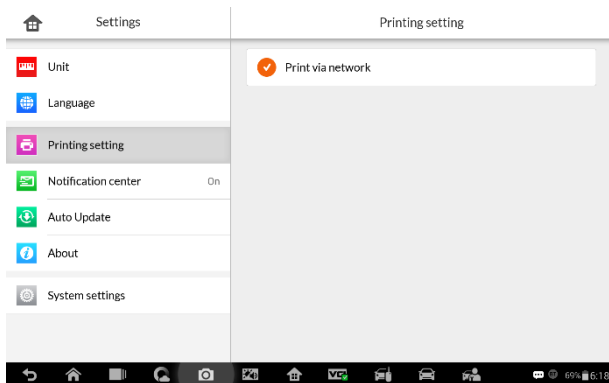 Settings
Printing setting
Unit
Print via network
Language
Printing setting
Notification center On
Auto Update
About
System settings
69% 6:18